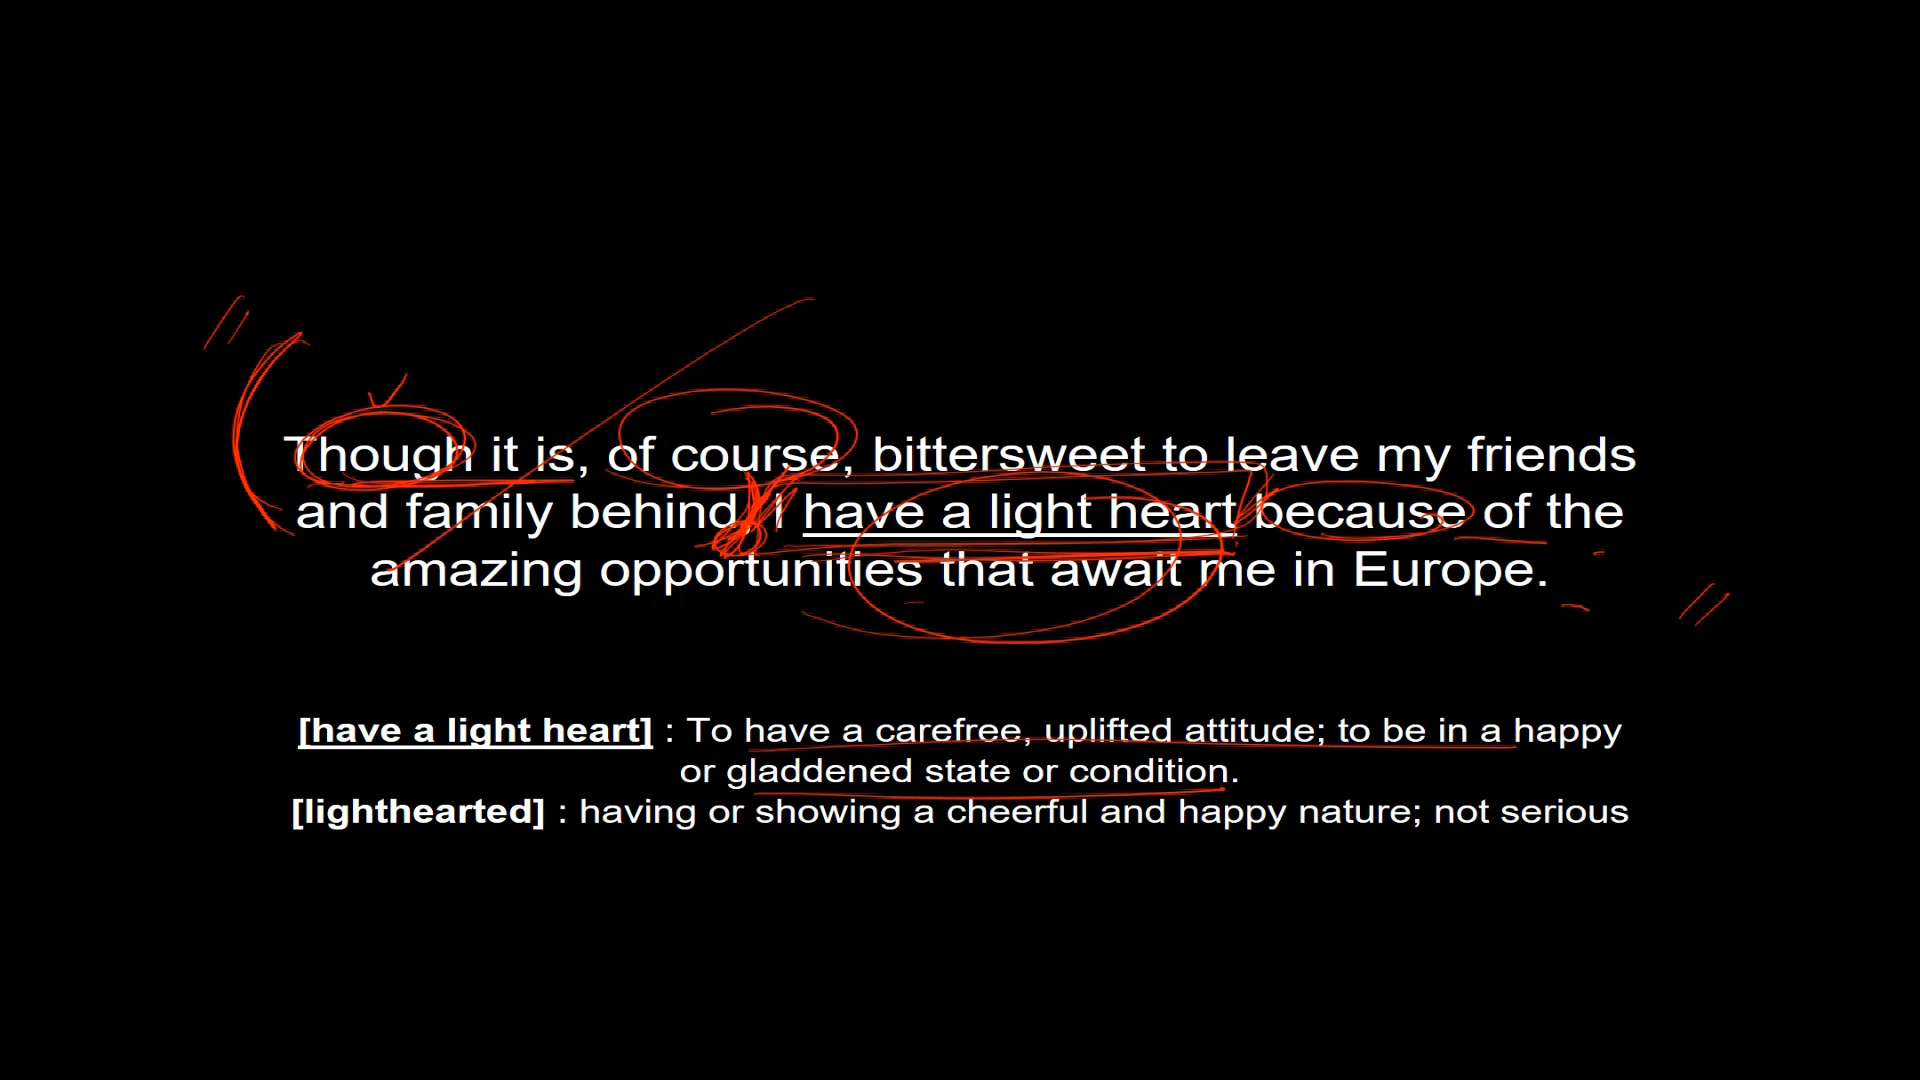 Though it is, of course, bittersweet to leave my friends
and family behind, I have a light heart because of the
amazing opportunities that await me in Europe.
[have a light heart] : To have a carefree, uplifted attitude; to be in a happy
or gladdened state or condition.
[lighthearted] : having or showing a cheerful and happy nature; not serious